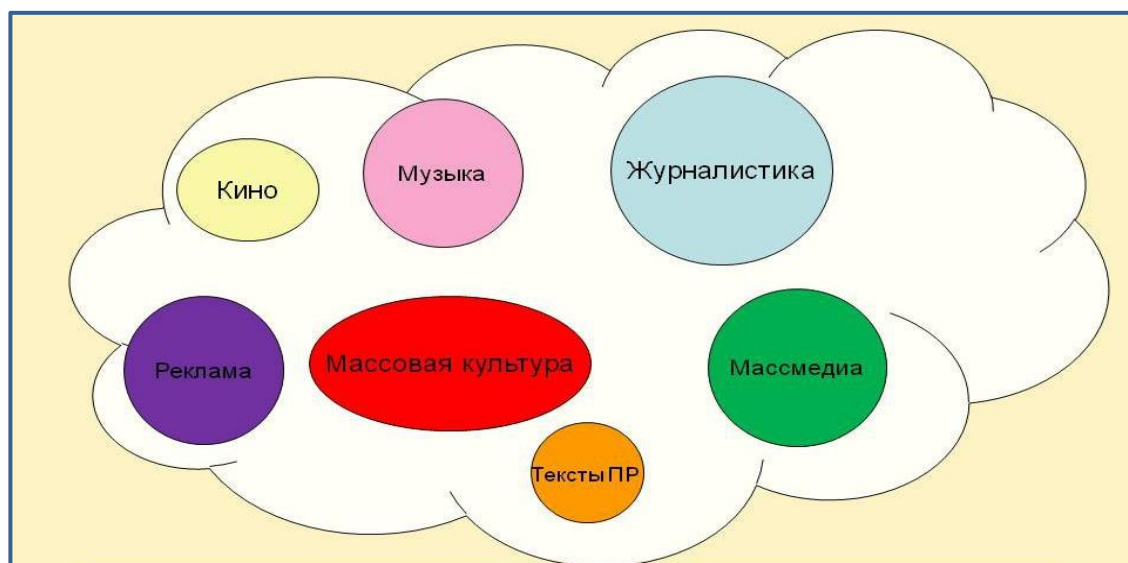 Кино
Музыка
Журналистика
Реклама
Массовая культура
Массмедиа
Тексты ПР